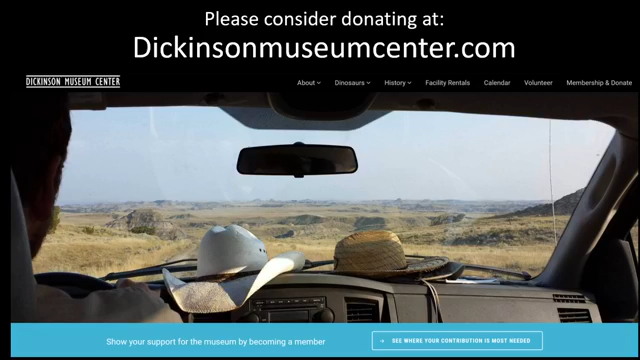 Please consider donating at:
Dickinsonmuseumcenter.com
DICKINSON MUSEUM CENTER
About
Dinosaurs
History
Facility Rentals
Calendar
Volunteer
Membership & Donate
Show your support for the museum by becoming a member
SEE WHERE YOUR CONTRIBUTION IS MOST NEEDED